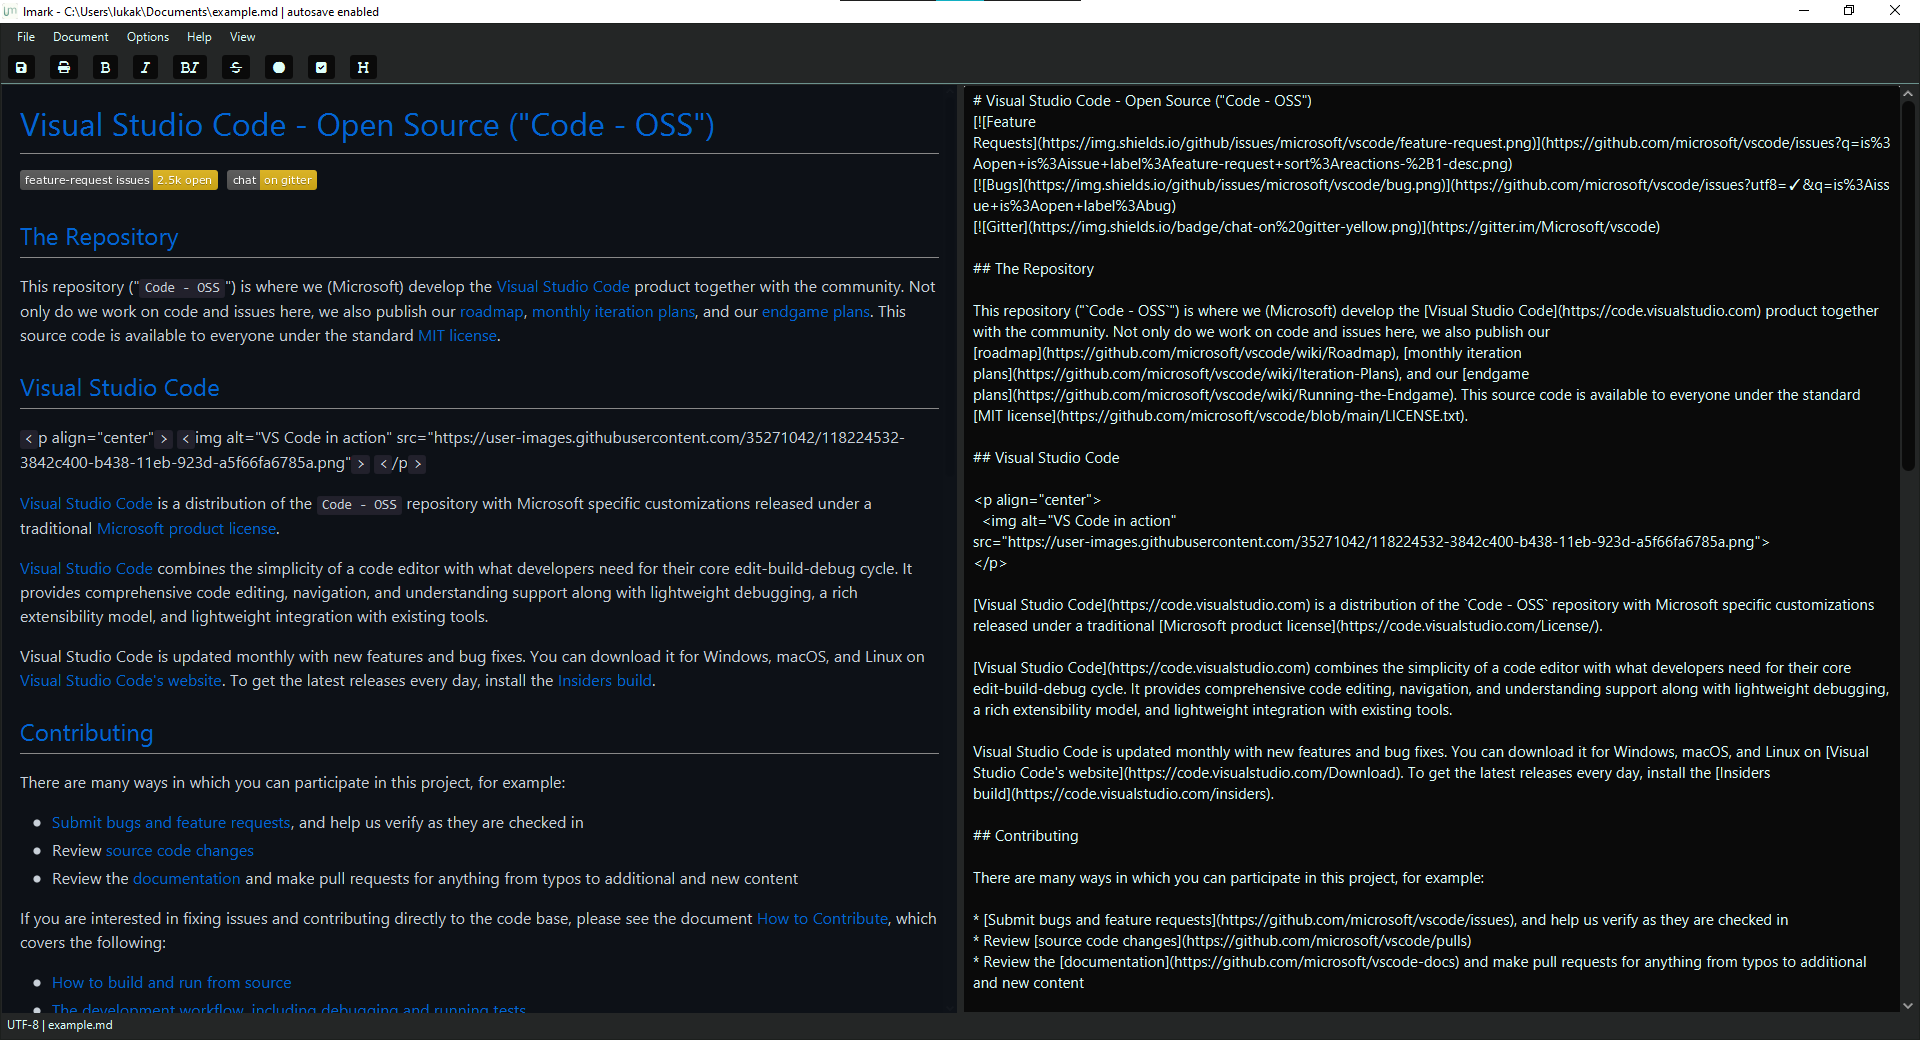 lmark - C:\Users\lukak\Documents\example.md | autosave enabled
File Document Options Help View
B I BI S H
Visual Studio Code - Open Source ("Code - OSS")
feature-request issues 2.5k open chat on gitter
The Repository
This repository ("Code - OSS") is where we (Microsoft) develop the Visual Studio Code product together with the community. Not
only do we work on code and issues here, we also publish our roadmap, monthly iteration plans, and our endgame plans. This
source code is available to everyone under the standard MIT license.
Visual Studio Code
<p align="center"> <img alt="VS Code in action" src="https://user-images.githubusercontent.com/35271042/118224532-
3842c400-b438-11eb-923d-a5f66fa6785a.png"> </p>
Visual Studio Code is a distribution of the Code - OSS repository with Microsoft specific customizations released under a
traditional Microsoft product license.
Visual Studio Code combines the simplicity of a code editor with what developers need for their core edit-build-debug cycle. It
provides comprehensive code editing, navigation, and understanding support along with lightweight debugging, a rich
extensibility model, and lightweight integration with existing tools.
Visual Studio Code is updated monthly with new features and bug fixes. You can download it for Windows, macOS, and Linux on
Visual Studio Code's website. To get the latest releases every day, install the Insiders build.
Contributing
There are many ways in which you can participate in this project, for example:
• Submit bugs and feature requests, and help us verify as they are checked in
• Review source code changes
• Review the documentation and make pull requests for anything from typos to additional and new content
If you are interested in fixing issues and contributing directly to the code base, please see the document How to Contribute, which
covers the following:
• How to build and run from source
• The development workflow, including debugging and running tests
# Visual Studio Code - Open Source ("Code - OSS")
[![Feature
Requests](https://img.shields.io/github/issues/microsoft/vscode/feature-request.png)](https://github.com/microsoft/vscode/issues?q=is%3
Aopen+is%3Aissue+label%3Afeature-request+sort%3Areactions-%2B1-desc.png)
[![Bugs](https://img.shields.io/github/issues/microsoft/vscode/bug.png)](https://github.com/microsoft/vscode/issues?utf8=✓&q=is%3Aiss
ue+is%3Aopen+label%3Abug)
[![Gitter](https://img.shields.io/badge/chat-on%20gitter-yellow.png)](https://gitter.im/Microsoft/vscode)
## The Repository
This repository ("`Code - OSS`") is where we (Microsoft) develop the [Visual Studio Code](https://code.visualstudio.com) product together
with the community. Not only do we work on code and issues here, we also publish our
[roadmap](https://github.com/microsoft/vscode/wiki/Roadmap), [monthly iteration
plans](https://github.com/microsoft/vscode/wiki/Iteration-Plans), and our [endgame
plans](https://github.com/microsoft/vscode/wiki/Running-the-Endgame). This source code is available to everyone under the standard
[MIT license](https://github.com/microsoft/vscode/blob/main/LICENSE.txt).
## Visual Studio Code
<p align="center">
<img alt="VS Code in action"
src="https://user-images.githubusercontent.com/35271042/118224532-3842c400-b438-11eb-923d-a5f66fa6785a.png">
</p>
[Visual Studio Code](https://code.visualstudio.com) is a distribution of the `Code - OSS` repository with Microsoft specific customizations
released under a traditional [Microsoft product license](https://code.visualstudio.com/License/).
[Visual Studio Code](https://code.visualstudio.com) combines the simplicity of a code editor with what developers need for their core
edit-build-debug cycle. It provides comprehensive code editing, navigation, and understanding support along with lightweight debugging,
a rich extensibility model, and lightweight integration with existing tools.
Visual Studio Code is updated monthly with new features and bug fixes. You can download it for Windows, macOS, and Linux on [Visual
Studio Code's website](https://code.visualstudio.com/Download). To get the latest releases every day, install the [Insiders
build](https://code.visualstudio.com/insiders).
## Contributing
There are many ways in which you can participate in this project, for example:
* [Submit bugs and feature requests](https://github.com/microsoft/vscode/issues), and help us verify as they are checked in
* Review [source code changes](https://github.com/microsoft/vscode/pulls)
* Review the [documentation](https://github.com/microsoft/vscode-docs) and make pull requests for anything from typos to additional
and new content
UTF-8 | example.md